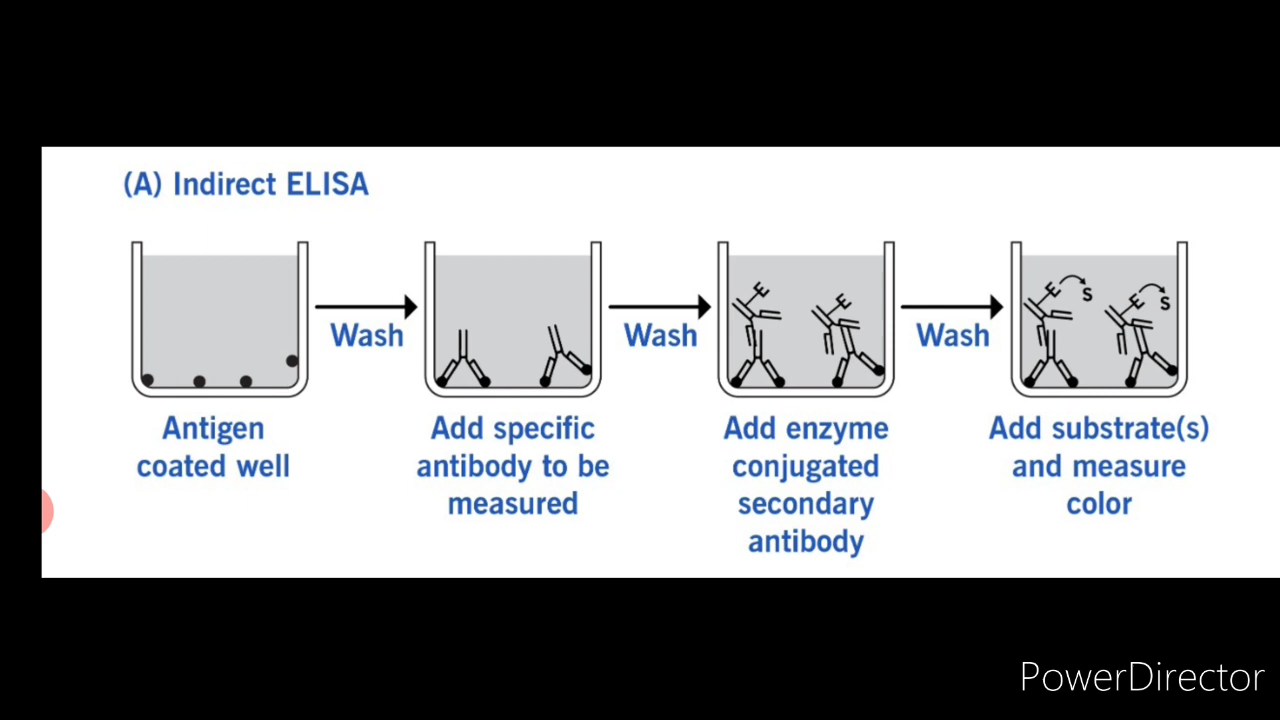 (A) Indirect ELISA
E
E
E
S
E
S
Wash
Wash
Wash
Antigen
coated well
Add specific
antibody to be
measured
Add enzyme
conjugated
secondary
antibody
Add substrate(s)
and measure
color
PowerDirector